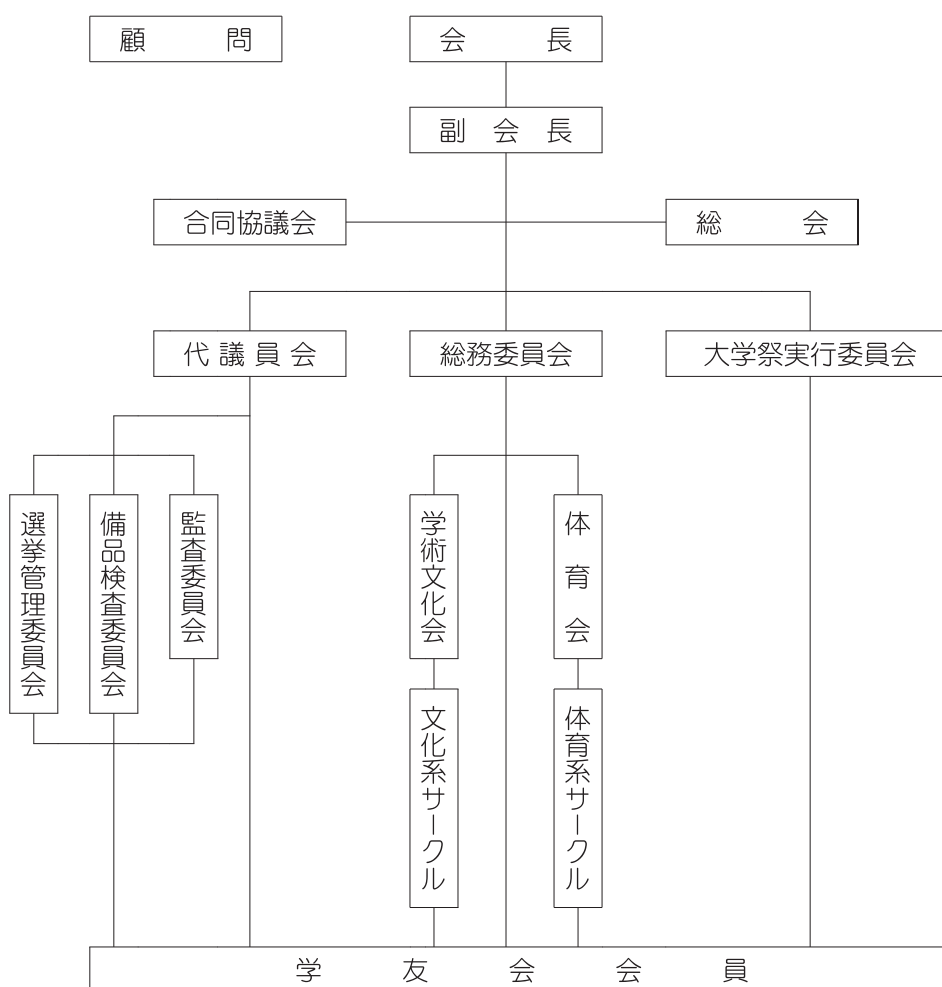 顧問
会長
副会長
合同協議会
総会
代議員会
総務委員会
大学祭実行委員会
選挙管理委員会
備品検査委員会
監査委員会
学術文化会
体育会
文化系サークル
体育系サークル
学友会会員